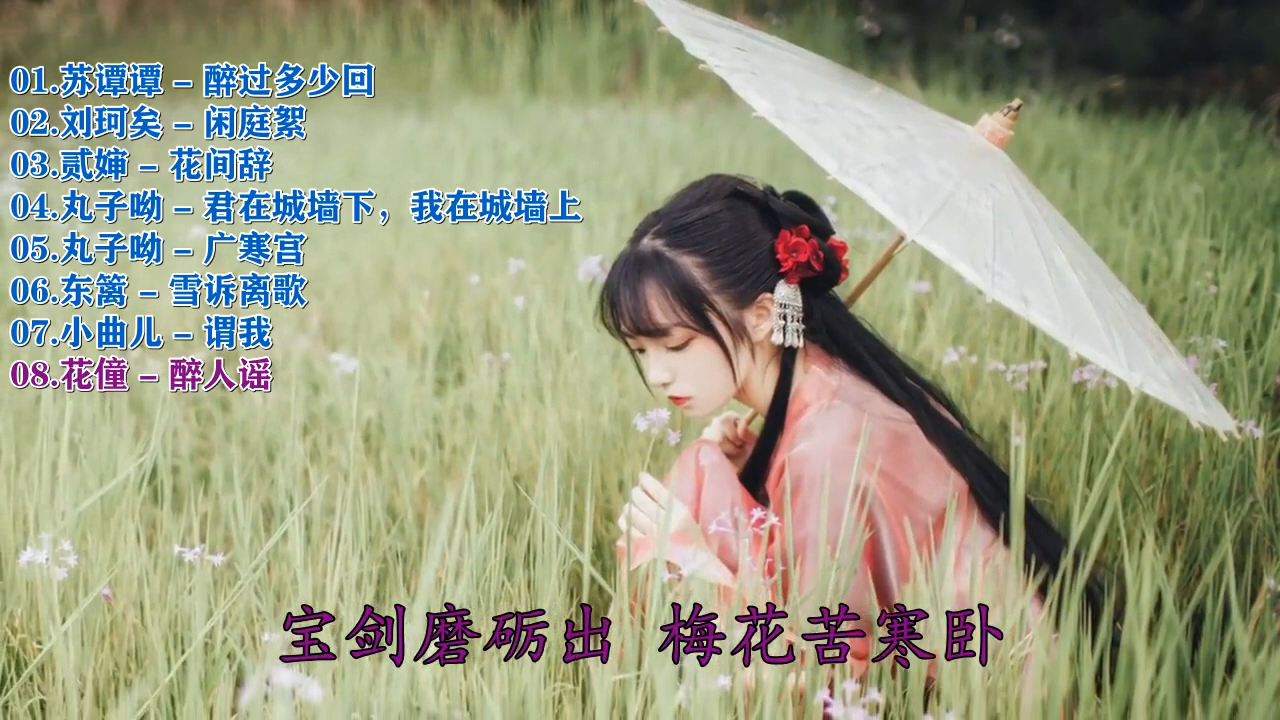 01.苏谭谭 – 醉过多少回
02.刘珂矣 – 闲庭絮
03.贰婶 – 花间辞
04.丸子呦 – 君在城墙下，我在城墙上
05.丸子呦 – 广寒宫
06.东篱 – 雪诉离歌
07.小曲儿 – 谓我
08.花僮 – 醉人谣
宝剑磨砺出 梅花苦寒卧